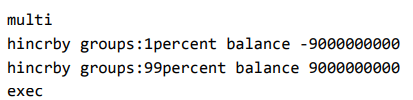 multi
hincrby groups:1percent balance -9000000000
hincrby groups:99percent balance 9000000000
exec